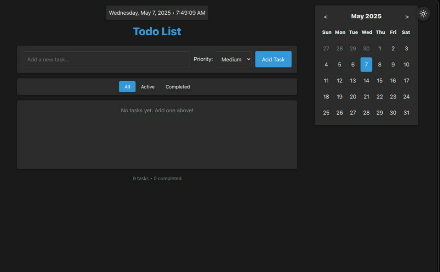 Wednesday, May 7, 2025 • 7:49:09 AM
Todo List
Add a new task...
Priority:
Medium
Add Task
All
Active
Completed
No tasks yet. Add one above!
0 tasks • 0 completed
< May 2025 >
Sun Mon Tue Wed Thu Fri Sat
27 28 29 30 1 2 3
4 5 6 7 8 9 10
11 12 13 14 15 16 17
18 19 20 21 22 23 24
25 26 27 28 29 30 31